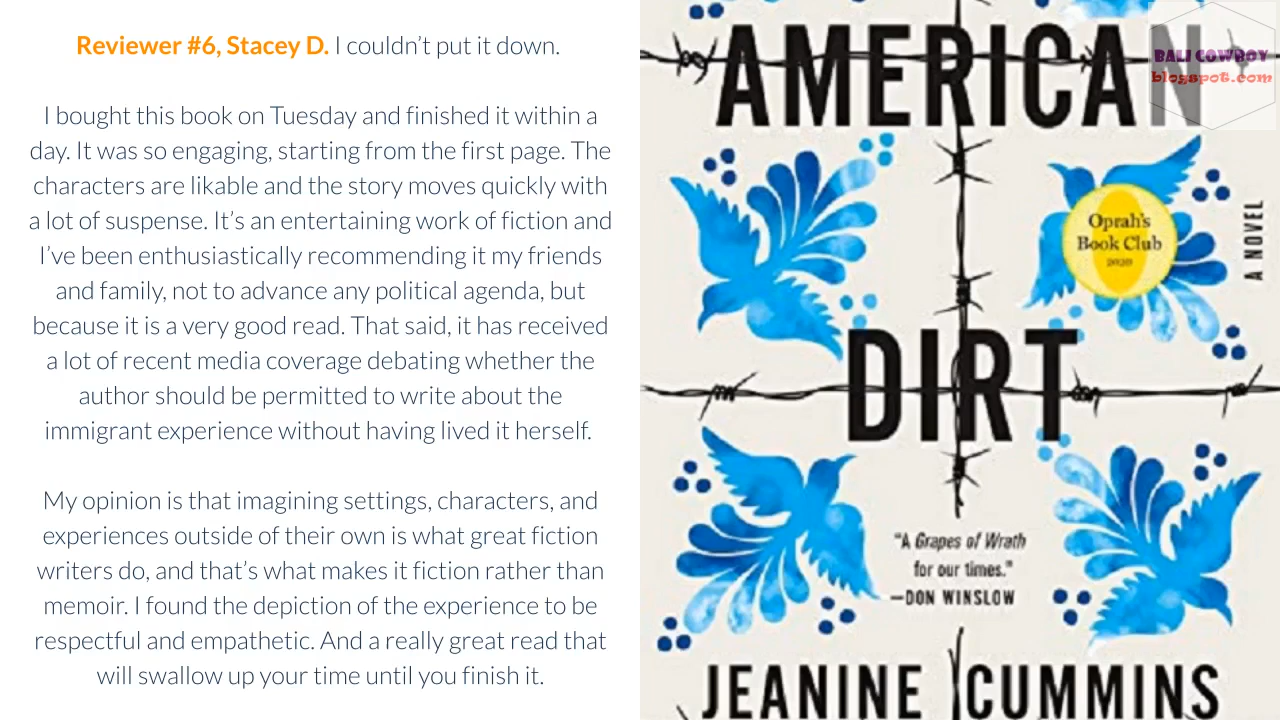 Reviewer #6, Stacey D. I couldn’t put it down.
I bought this book on Tuesday and finished it within a
day. It was so engaging, starting from the first page. The
characters are likable and the story moves quickly with
a lot of suspense. It’s an entertaining work of fiction and
I’ve been enthusiastically recommending it my friends
and family, not to advance any political agenda, but
because it is a very good read. That said, it has received
a lot of recent media coverage debating whether the
author should be permitted to write about the
immigrant experience without having lived it herself.
My opinion is that imagining settings, characters, and
experiences outside of their own is what great fiction
writers do, and that’s what makes it fiction rather than
memoir. I found the depiction of the experience to be
respectful and empathetic. And a really great read that
will swallow up your time until you finish it.
AMERICAN
BALI COWBOY
blogspot.com
Oprah’s
Book Club
2020
A NOVEL
DIRT
"A Grapes of Wrath
for our times."
—DON WINSLOW
JEANINE CUMMINS